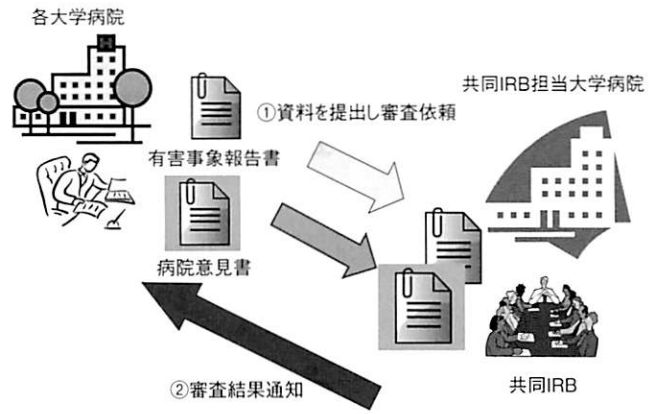 各大学病院
H
共同IRB担当大学病院
①資料を提出し審査依頼
有害事象報告書
病院意見書
②審査結果通知
共同IRB